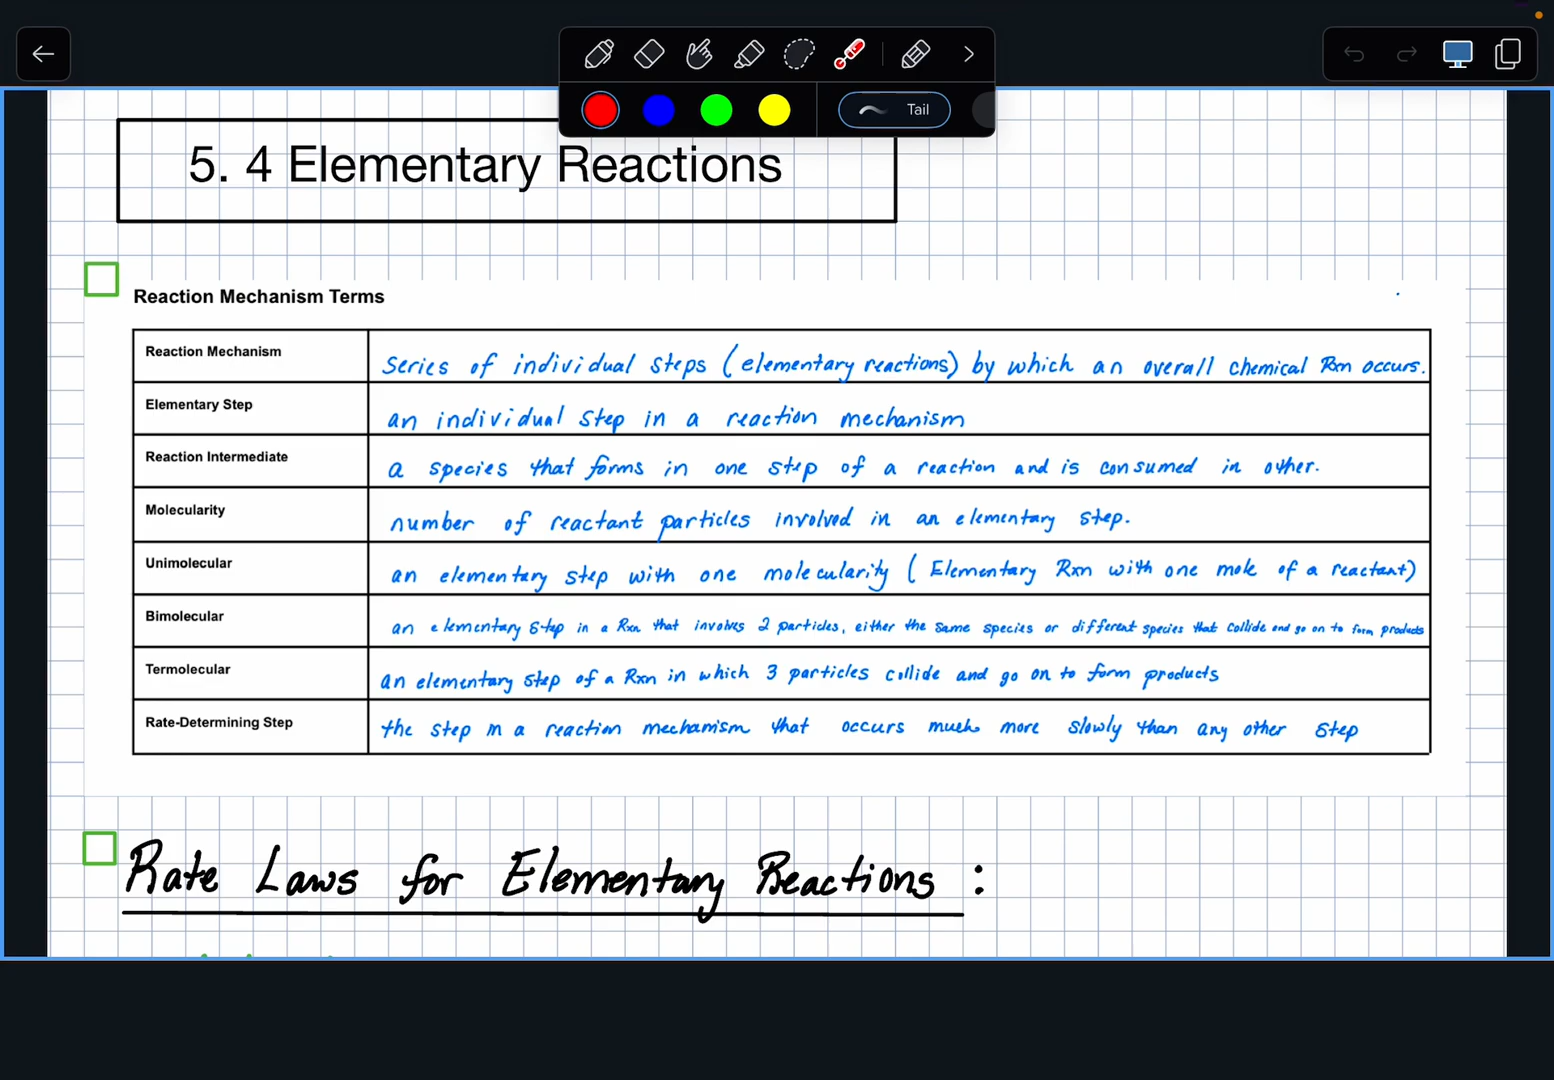 Tail
5. 4 Elementary Reactions
Reaction Mechanism Terms
Reaction Mechanism
Series of individual steps (elementary reactions) by which an overall chemical Rxn occurs.
Elementary Step
an individual step in a reaction mechanism
Reaction Intermediate
a species that forms in one step of a reaction and is consumed in other.
Molecularity
number of reactant particles involved in an elementary step.
Unimolecular
an elementary step with one molecularity (Elementary Rxn with one mole of a reactant)
Bimolecular
an elementary step in a Rxn that involves 2 particles, either the same species or different species that collide and go on to form products
Termolecular
an elementary step of a Rxn in which 3 particles collide and go on to form products
Rate-Determining Step
the step in a reaction mechanism that occurs much more slowly than any other step
Rate Laws for Elementary Reactions :